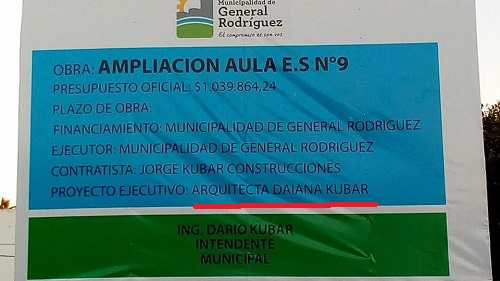 Municipalidad de
General
Rodríguez
El compromiso es con vos
OBRA: AMPLIACION AULA E.S N°9
PRESUPUESTO OFICIAL: $1.039.864,24
PLAZO DE OBRA:
FINANCIAMIENTO: MUNICIPALIDAD DE GENERAL RODRIGUEZ
EJECUTOR: MUNICIPALIDAD DE GENERAL RODRIGUEZ
CONTRATISTA: JORGE KUBAR CONSTRUCCIONES
PROYECTO EJECUTIVO: ARQUITECTA DAIANA KUBAR
ING. DARIO KUBAR
INTENDENTE
MUNICIPAL